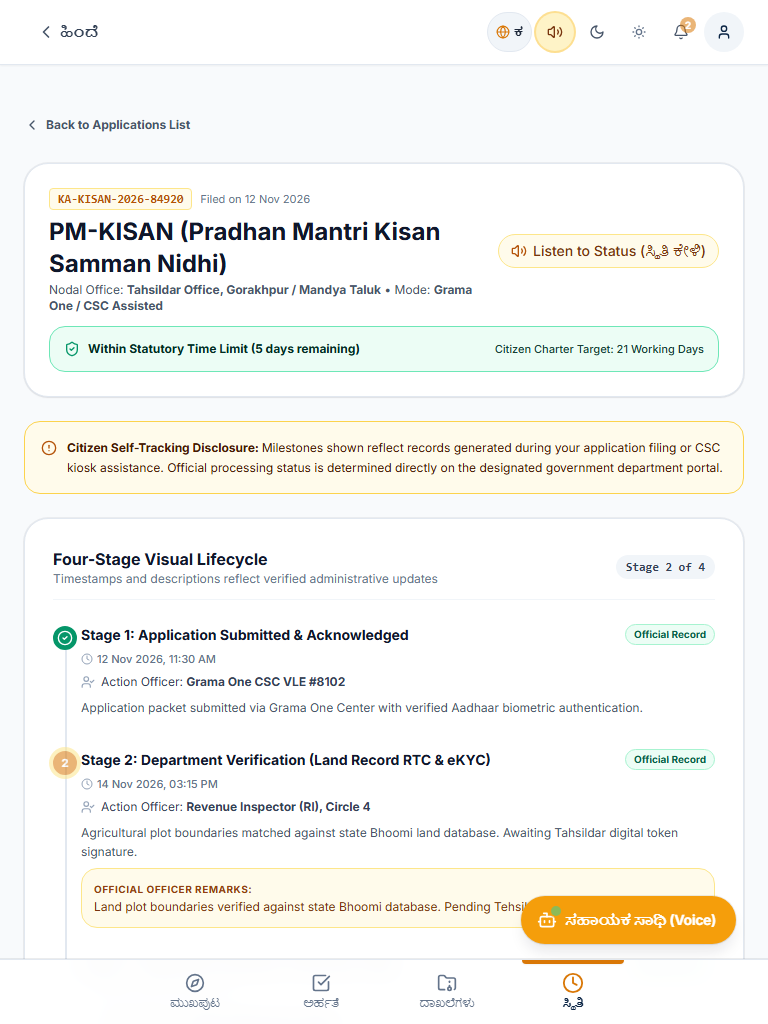 ಹಿಂದೆ
ಕ
2
Back to Applications List
KA-KISAN-2026-84920 Filed on 12 Nov 2026
PM-KISAN (Pradhan Mantri Kisan
Samman Nidhi)
Listen to Status (ಸ್ಥಿತಿ ಕೇಳಿ)
Nodal Office: Tahsildar Office, Gorakhpur / Mandya Taluk • Mode: Grama
One / CSC Assisted
Within Statutory Time Limit (5 days remaining) Citizen Charter Target: 21 Working Days
Citizen Self-Tracking Disclosure: Milestones shown reflect records generated during your application filing or CSC
kiosk assistance. Official processing status is determined directly on the designated government department portal.
Four-Stage Visual Lifecycle
Timestamps and descriptions reflect verified administrative updates
Stage 2 of 4
Stage 1: Application Submitted & Acknowledged Official Record
12 Nov 2026, 11:30 AM
Action Officer: Grama One CSC VLE #8102
Application packet submitted via Grama One Center with verified Aadhaar biometric authentication.
2 Stage 2: Department Verification (Land Record RTC & eKYC) Official Record
14 Nov 2026, 03:15 PM
Action Officer: Revenue Inspector (RI), Circle 4
Agricultural plot boundaries matched against state Bhoomi land database. Awaiting Tahsildar digital token
signature.
OFFICIAL OFFICER REMARKS:
Land plot boundaries verified against state Bhoomi database. Pending
ಸಹಾಯಕ ಸಾಥಿ (Voice)
ಮುಖಪುಟ ಅರ್ಹತೆ ದಾಖಲೆಗಳು ಸ್ಥಿತಿ